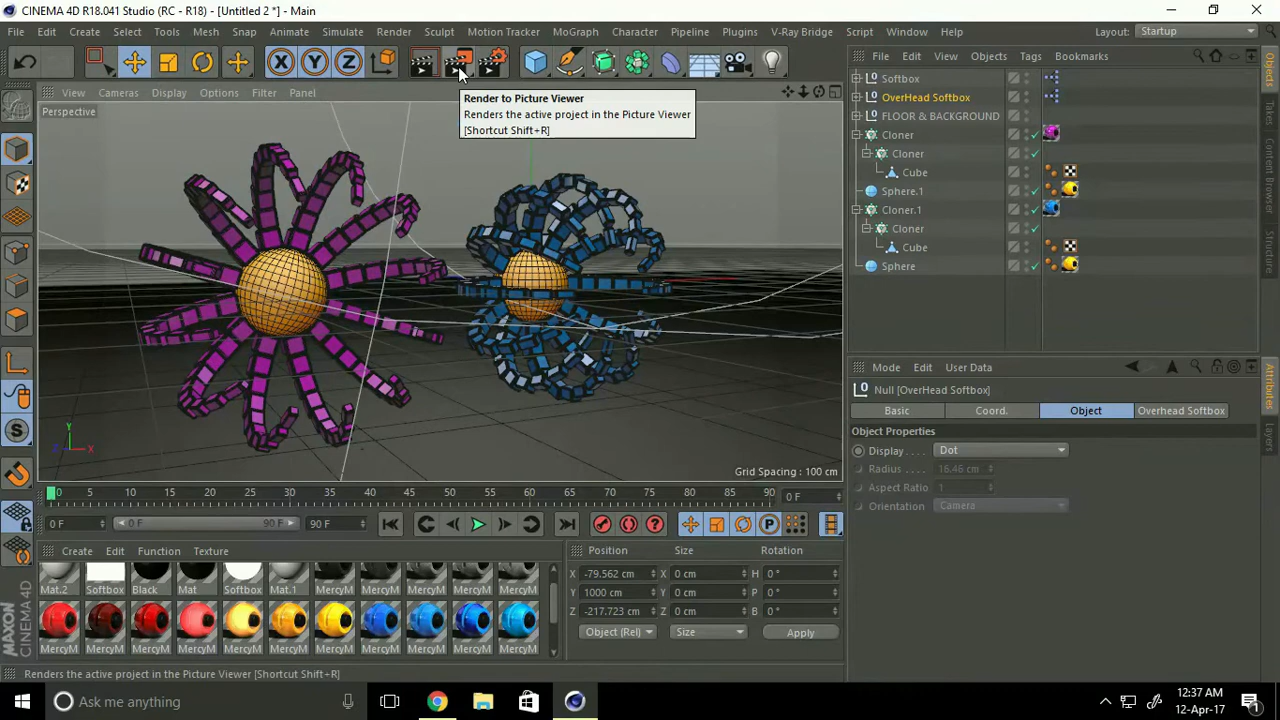 CINEMA 4D R18.041 Studio (RC - R18) - [Untitled 2 *] - Main
File Edit Create Select Tools Mesh Snap Animate Simulate Render Sculpt Motion Tracker MoGraph Character Pipeline Plugins V-Ray Bridge Script Window Help Layout: Startup
X Y Z
File Edit View Objects Tags Bookmarks
View Cameras Display Options Filter Panel
Perspective
Render to Picture Viewer
Renders the active project in the Picture Viewer
[Shortcut Shift+R]
Softbox
OverHead Softbox
FLOOR & BACKGROUND
Cloner
Cloner
Cube
Sphere.1
Cloner.1
Cloner
Cube
Sphere
Objects
Takes
Content Browser
Structure
Mode Edit User Data
Null [OverHead Softbox]
Basic Coord. Object Overhead Softbox
Object Properties
Display . . . . Dot
Radius . . . . . 16.46 cm
Aspect Ratio 1
Orientation Camera
Attributes
Layers
Y
Z X
Grid Spacing : 100 cm
0 5 10 15 20 25 30 35 40 45 50 55 60 65 70 75 80 85 90 0 F
0 F 0 F 90 F 90 F
Create Edit Function Texture
Mat.2 Softbox Black Mat Softbox Mat.1 MercyM MercyM MercyM MercyM MercyM
MercyM MercyM MercyM MercyM MercyM MercyM MercyM MercyM MercyM MercyM MercyM
Position Size Rotation
X -79.562 cm X 0 cm H 0 °
Y 1000 cm Y 0 cm P 0 °
Z -217.723 cm Z 0 cm B 0 °
Object (Rel) Size Apply
MAXON
CINEMA 4D
Renders the active project in the Picture Viewer [Shortcut Shift+R]
Ask me anything
12:37 AM
12-Apr-17
1